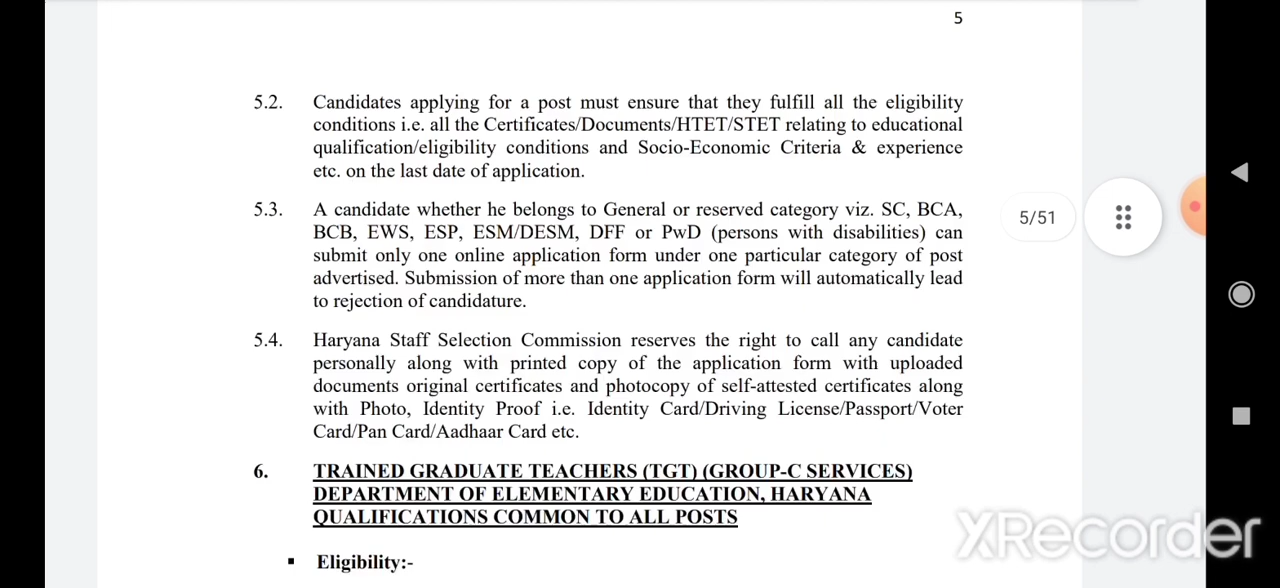 5
5.2. Candidates applying for a post must ensure that they fulfill all the eligibility
conditions i.e. all the Certificates/Documents/HTET/STET relating to educational
qualification/eligibility conditions and Socio-Economic Criteria & experience
etc. on the last date of application.
5.3. A candidate whether he belongs to General or reserved category viz. SC, BCA,
BCB, EWS, ESP, ESM/DESM, DFF or PwD (persons with disabilities) can
submit only one online application form under one particular category of post
advertised. Submission of more than one application form will automatically lead
to rejection of candidature.
5/51
5.4. Haryana Staff Selection Commission reserves the right to call any candidate
personally along with printed copy of the application form with uploaded
documents original certificates and photocopy of self-attested certificates along
with Photo, Identity Proof i.e. Identity Card/Driving License/Passport/Voter
Card/Pan Card/Aadhaar Card etc.
6. TRAINED GRADUATE TEACHERS (TGT) (GROUP-C SERVICES)
DEPARTMENT OF ELEMENTARY EDUCATION, HARYANA
QUALIFICATIONS COMMON TO ALL POSTS
▪ Eligibility:-
XRecorder